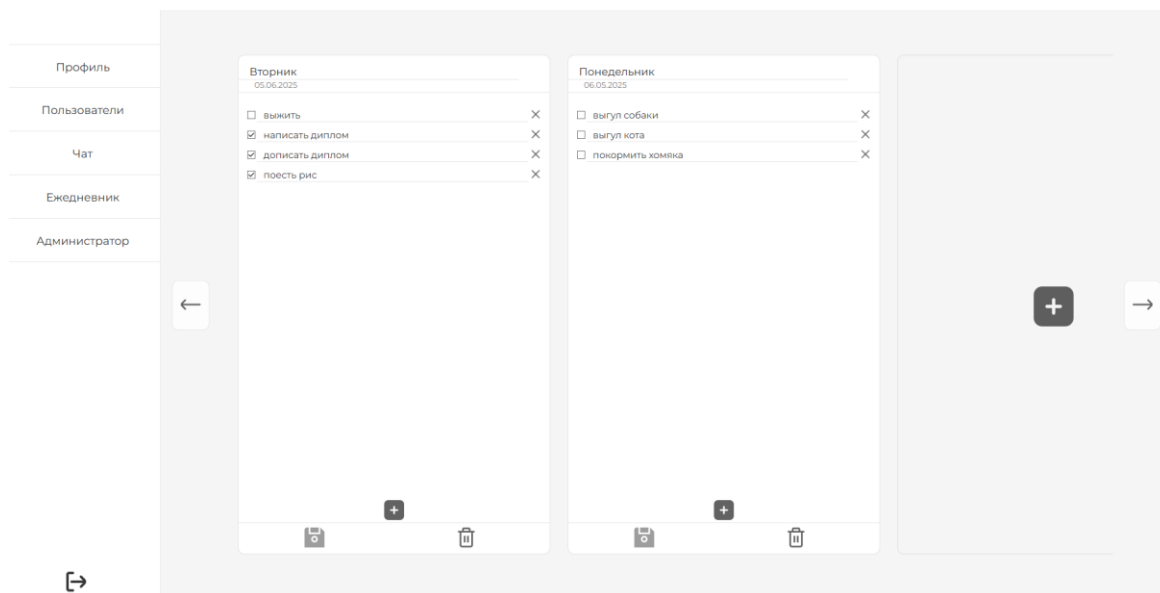 Профиль
Пользователи
Чат
Ежедневник
Администратор
Вторник
05.06.2025
выжить
написать диплом
дописать диплом
поесть рис
Понедельник
06.05.2025
выгул собаки
выгул кота
покормить хомяка